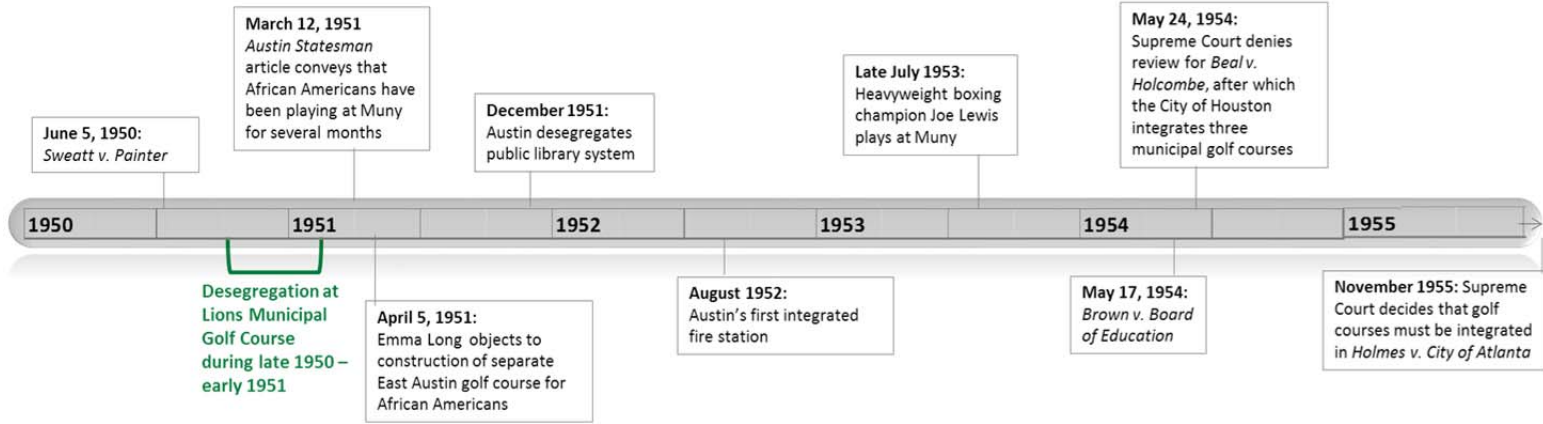 June 5, 1950:
Sweatt v. Painter
March 12, 1951
Austin Statesman
article conveys that
African Americans have
been playing at Muny
for several months
December 1951:
Austin desegregates
public library system
Late July 1953:
Heavyweight boxing
champion Joe Lewis
plays at Muny
May 24, 1954:
Supreme Court denies
review for Beal v.
Holcombe, after which
the City of Houston
integrates three
municipal golf courses
1950 1951 1952 1953 1954 1955
Desegregation at
Lions Municipal
Golf Course
during late 1950 –
early 1951
April 5, 1951:
Emma Long objects to
construction of separate
East Austin golf course for
African Americans
August 1952:
Austin's first integrated
fire station
May 17, 1954:
Brown v. Board
of Education
November 1955: Supreme
Court decides that golf
courses must be integrated
in Holmes v. City of Atlanta